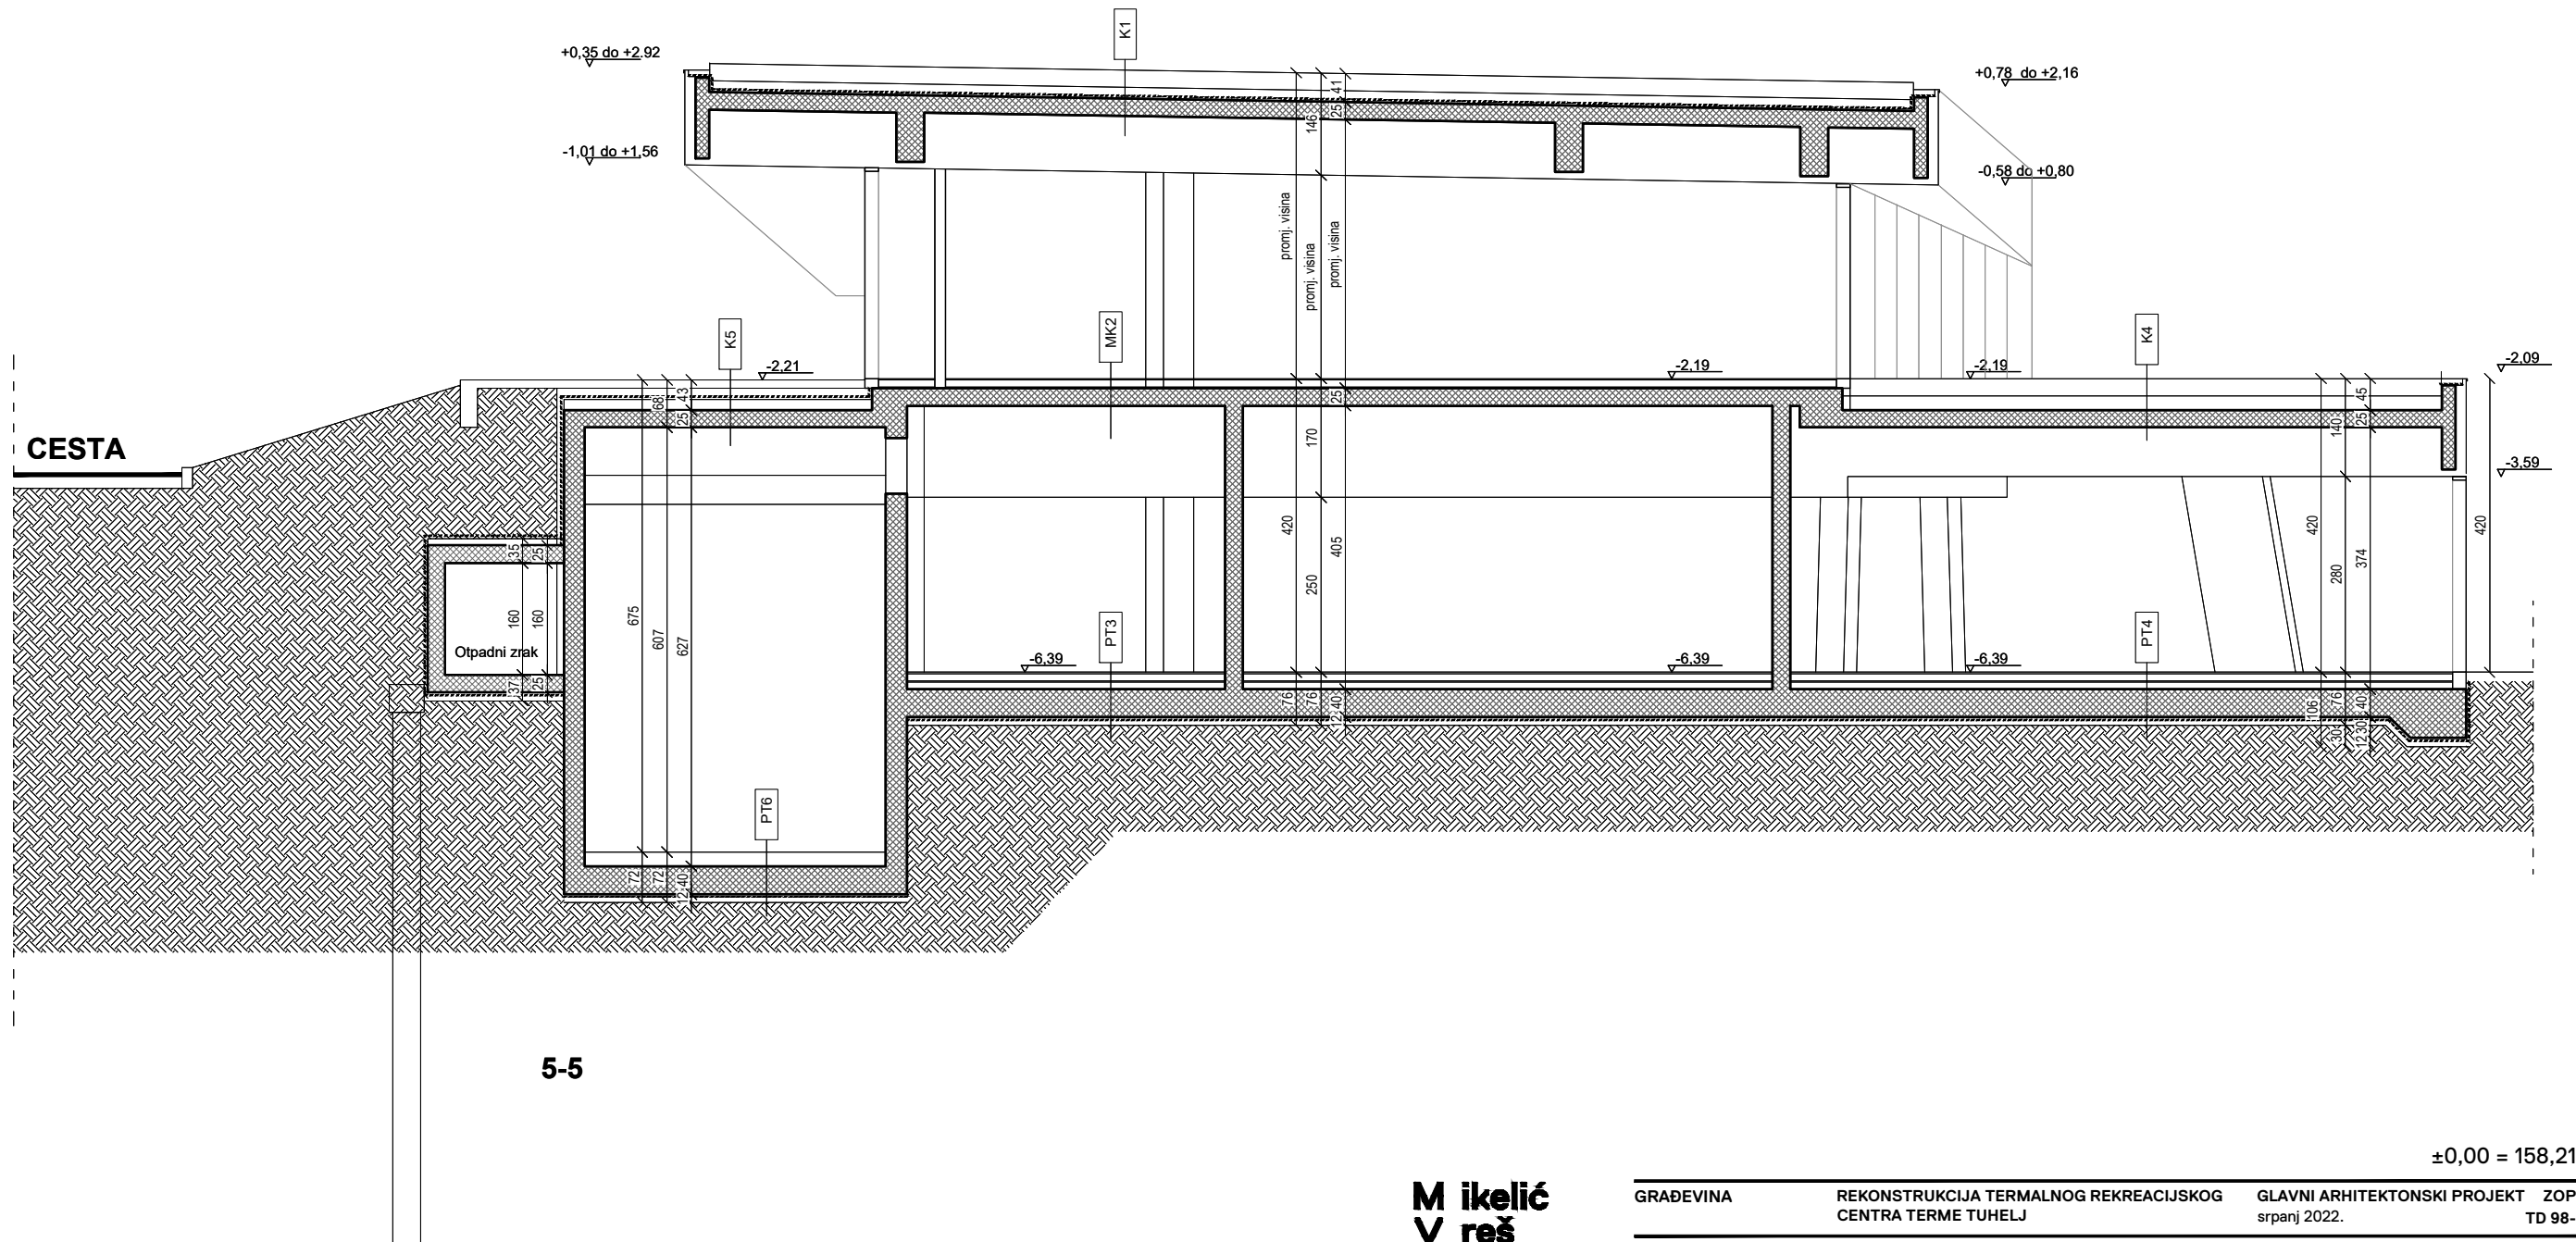 K1
+0,35 do +2.92
+0,78 do +2,16
-1,01 do +1,56
-0,58 do +0,80
41
25
146
promj. visina
promj. visina
promj. visina
K5
MK2
K4
-2,21
-2,19
-2,19
-2,09
68
43
25
25
45
25
140
CESTA
170
-3,59
420
405
250
420
280
374
420
35
25
160
160
37
25
Otpadni zrak
675
607
627
-6,39
-6,39
-6,39
PT3
PT4
76
76
12
40
106
76
40
30
12
30
PT6
72
72
12
40
5-5
±0,00 = 158,21
M ikelić
V reš
GRAĐEVINA
REKONSTRUKCIJA TERMALNOG REKREACIJSKOG
CENTRA TERME TUHELJ
GLAVNI ARHITEKTONSKI PROJEKT ZOP
srpanj 2022.
TD 98-